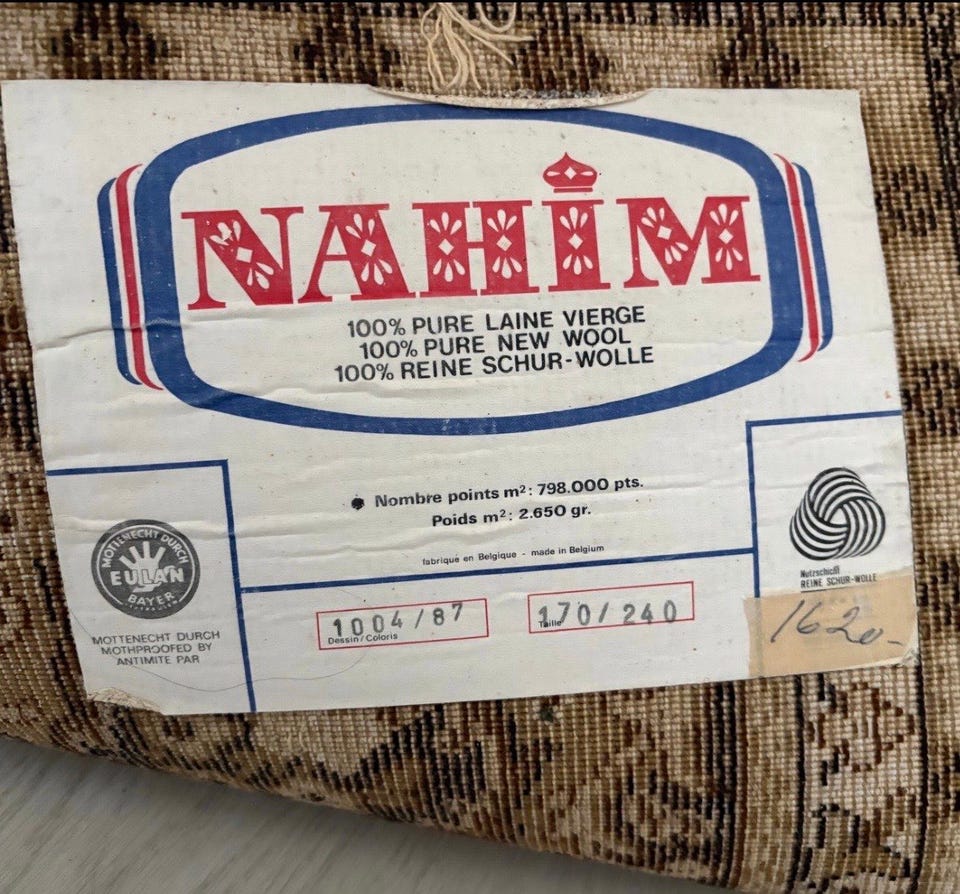 NAHIM
100% PURE LAINE VIERGE
100% PURE NEW WOOL
100% REINE SCHUR-WOLLE
Nombre points m²: 798.000 pts.
Poids m²: 2.650 gr.
fabriqué en Belgique - made in Belgium
MOTTENECHT DURCH
EULAN
BAYER
MOTTENECHT DURCH
MOTHPROOFED BY
ANTIMITE PAR
1004/87
Dessin/Coloris
170/240
Taille
Nutzschicht
REINE SCHUR-WOLLE
1620-